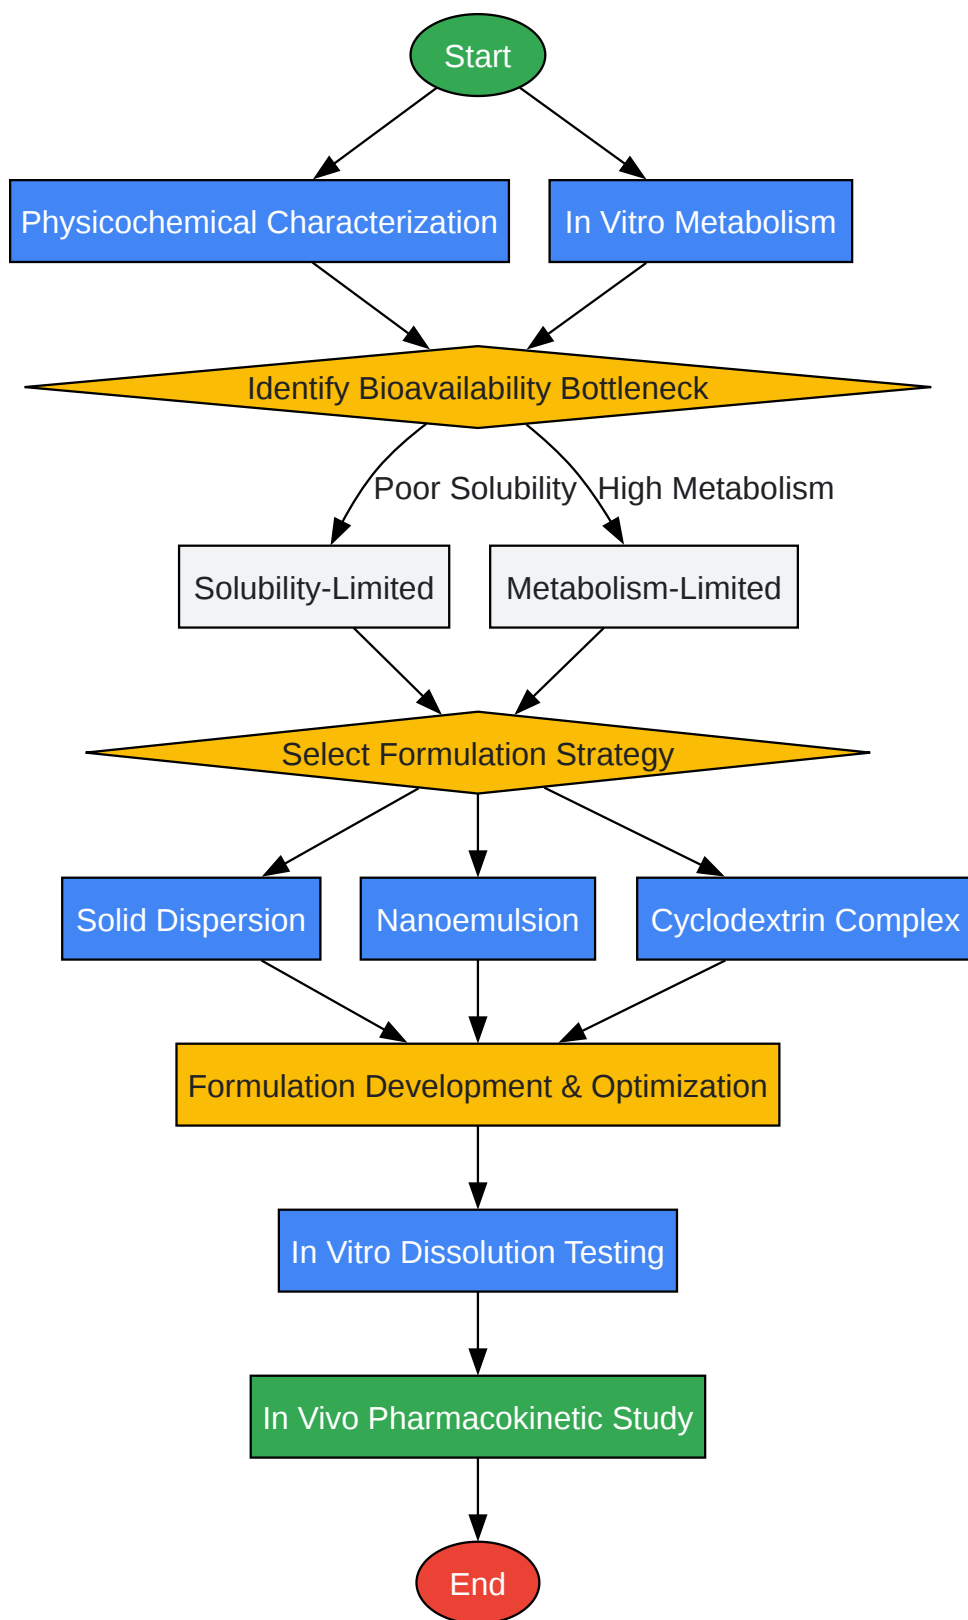 Start
Physicochemical Characterization
In Vitro Metabolism
Identify Bioavailability Bottleneck
Poor Solubility
High Metabolism
Solubility-Limited
Metabolism-Limited
Select Formulation Strategy
Solid Dispersion
Nanoemulsion
Cyclodextrin Complex
Formulation Development & Optimization
In Vitro Dissolution Testing
In Vivo Pharmacokinetic Study
End